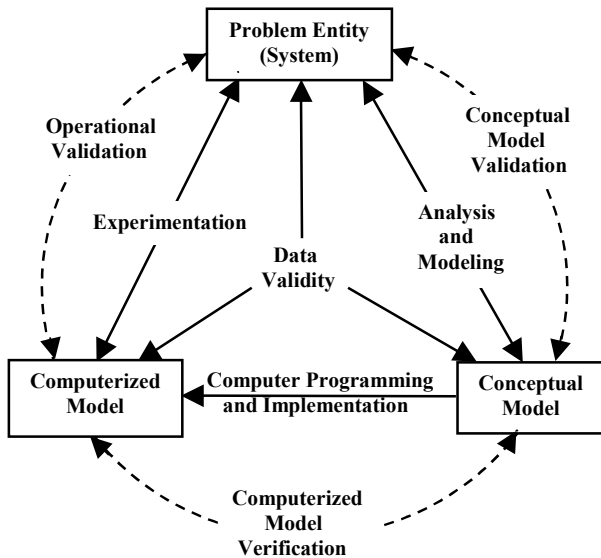 Problem Entity
(System)
Operational
Validation
Conceptual
Model
Validation
Experimentation
Analysis
and
Modeling
Data
Validity
Computerized
Model
Computer Programming
and Implementation
Conceptual
Model
Computerized
Model
Verification